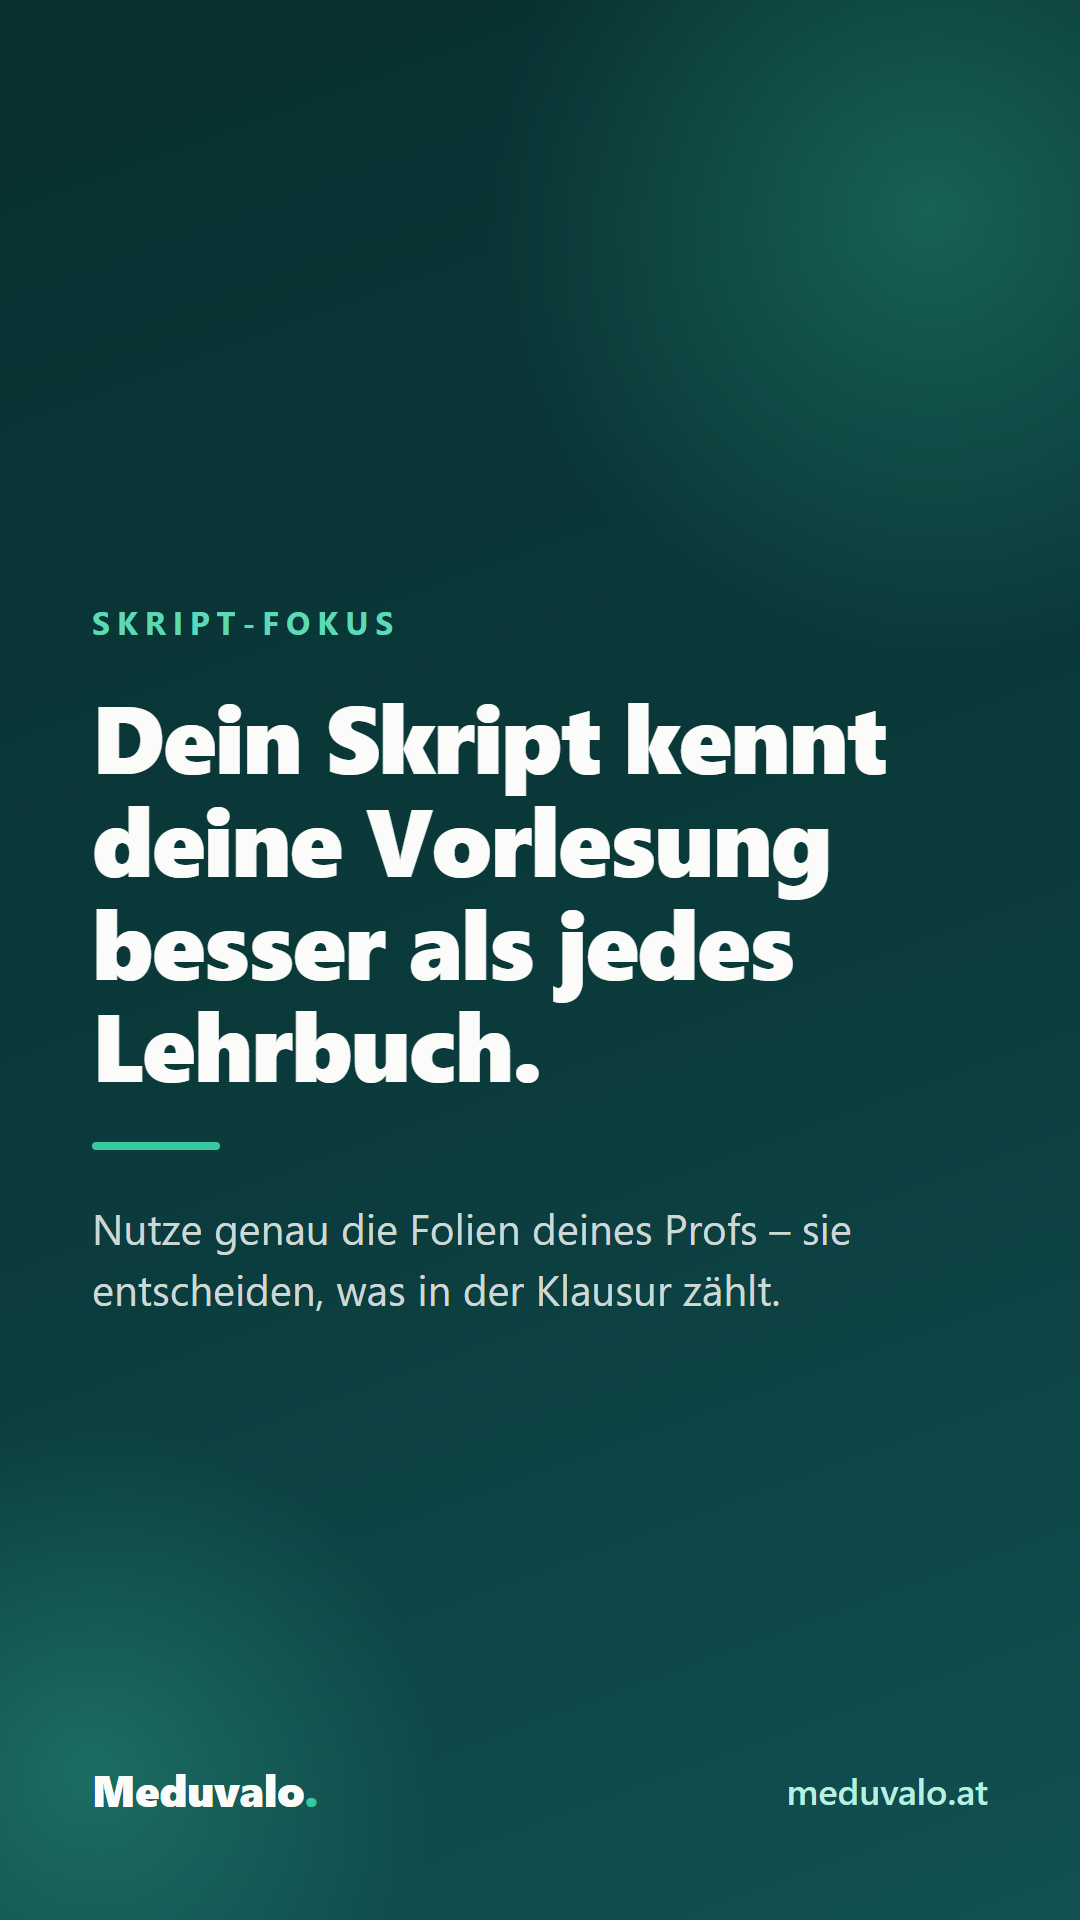 SKRIPT-FOKUS
Dein Skript kennt
deine Vorlesung
besser als jedes
Lehrbuch.
Nutze genau die Folien deines Profs – sie
entscheiden, was in der Klausur zählt.
Meduvalo.
meduvalo.at